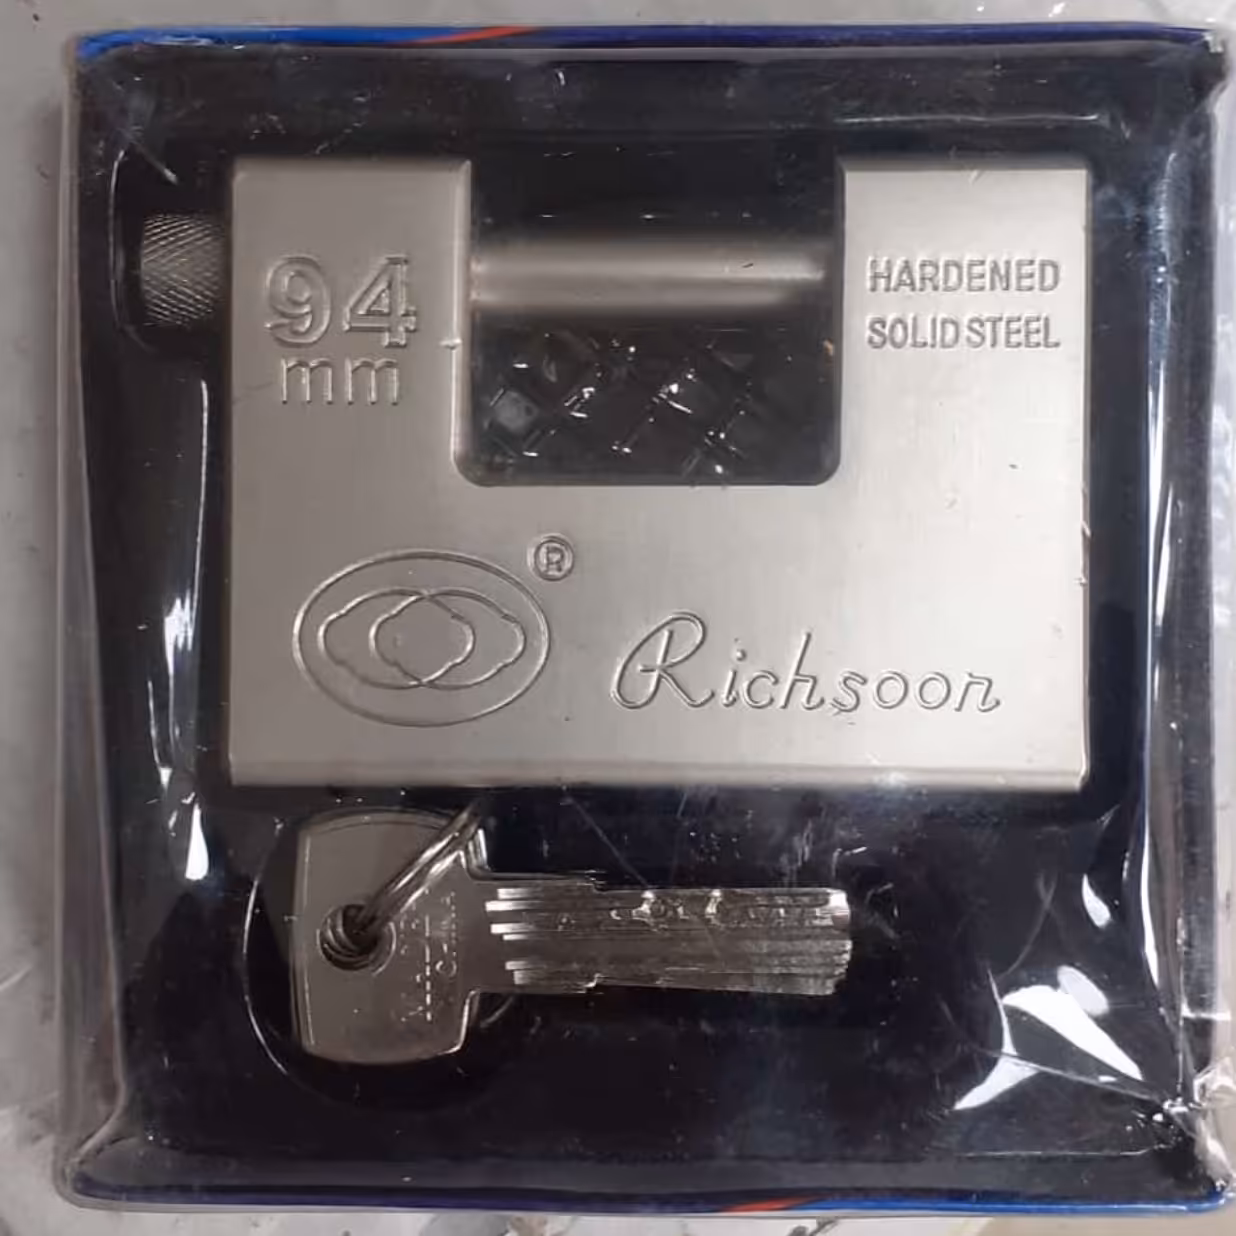 94
mm
HARDENED
SOLID STEEL
®
Richsoon